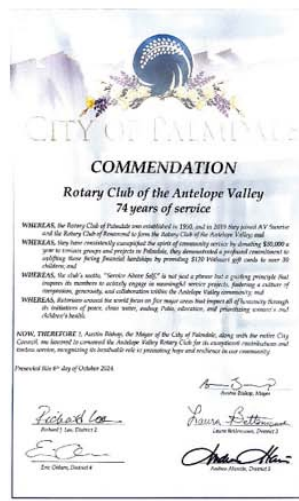 CITY OF PALMDALE
COMMENDATION
Rotary Club of the Antelope Valley
74 years of service
WHEREAS, the Rotary Club of Palmdale was established in 1950, and in 2019 they joined AV Sunrise
and the Rotary Club of Rosamond to form the Rotary Club of the Antelope Valley; and
WHEREAS, they have consistently exemplified the spirit of community service by donating $30,000 a
year to various groups and projects in Palmdale, they demonstrated a profound commitment to
uplifting those facing financial hardships by providing $120 Walmart gift cards to over 30
children; and
WHEREAS, the club's motto, "Service Above Self," is not just a phrase but a guiding principle that
inspires its members to actively engage in meaningful service projects, fostering a culture of
compassion, generosity, and collaboration within the Antelope Valley community; and
WHEREAS, Rotarians around the world focus on five major areas that impact all of humanity through
its initiatives of peace, clean water, ending Polio, education, and prioritizing women's and
children's health.
NOW, THEREFORE I, Austin Bishop, the Mayor of the City of Palmdale, along with the entire City
Council, are honored to commend the Antelope Valley Rotary Club for its exceptional contributions and
tireless service, recognizing its invaluable role in promoting hope and resilience in our community.
Presented this 6th day of October 2024.
Austin Bishop, Mayor
Richard J. Loa, District 2
Laura Bettencourt, District 3
Eric Ohlsen, District 4
Andrea Alarcón, District 5